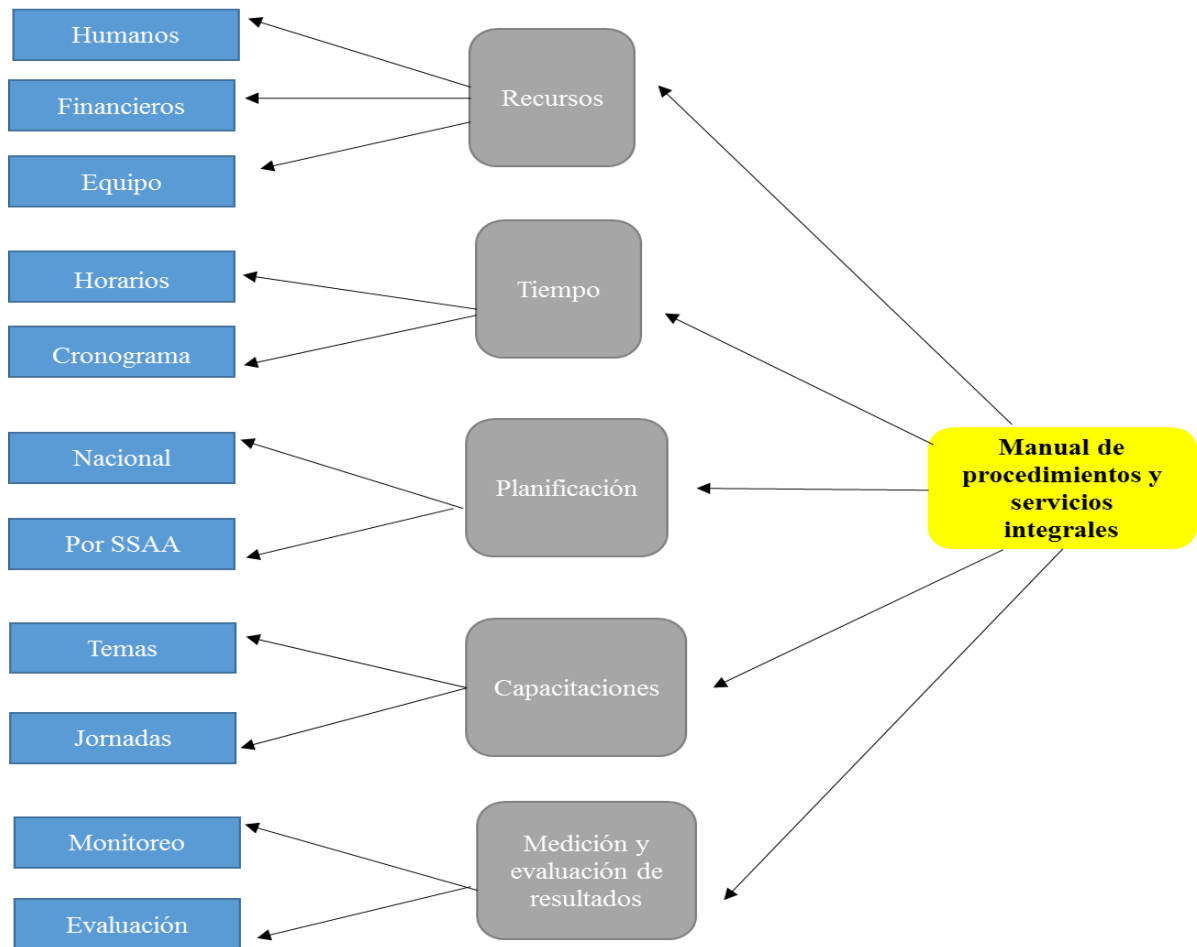 Humanos
Financieros
Equipo
Recursos
Horarios
Cronograma
Tiempo
Nacional
Por SSAA
Planificación
Manual de
procedimientos y
servicios
integrales
Temas
Jornadas
Capacitaciones
Monitoreo
Evaluación
Medición y
evaluación de
resultados